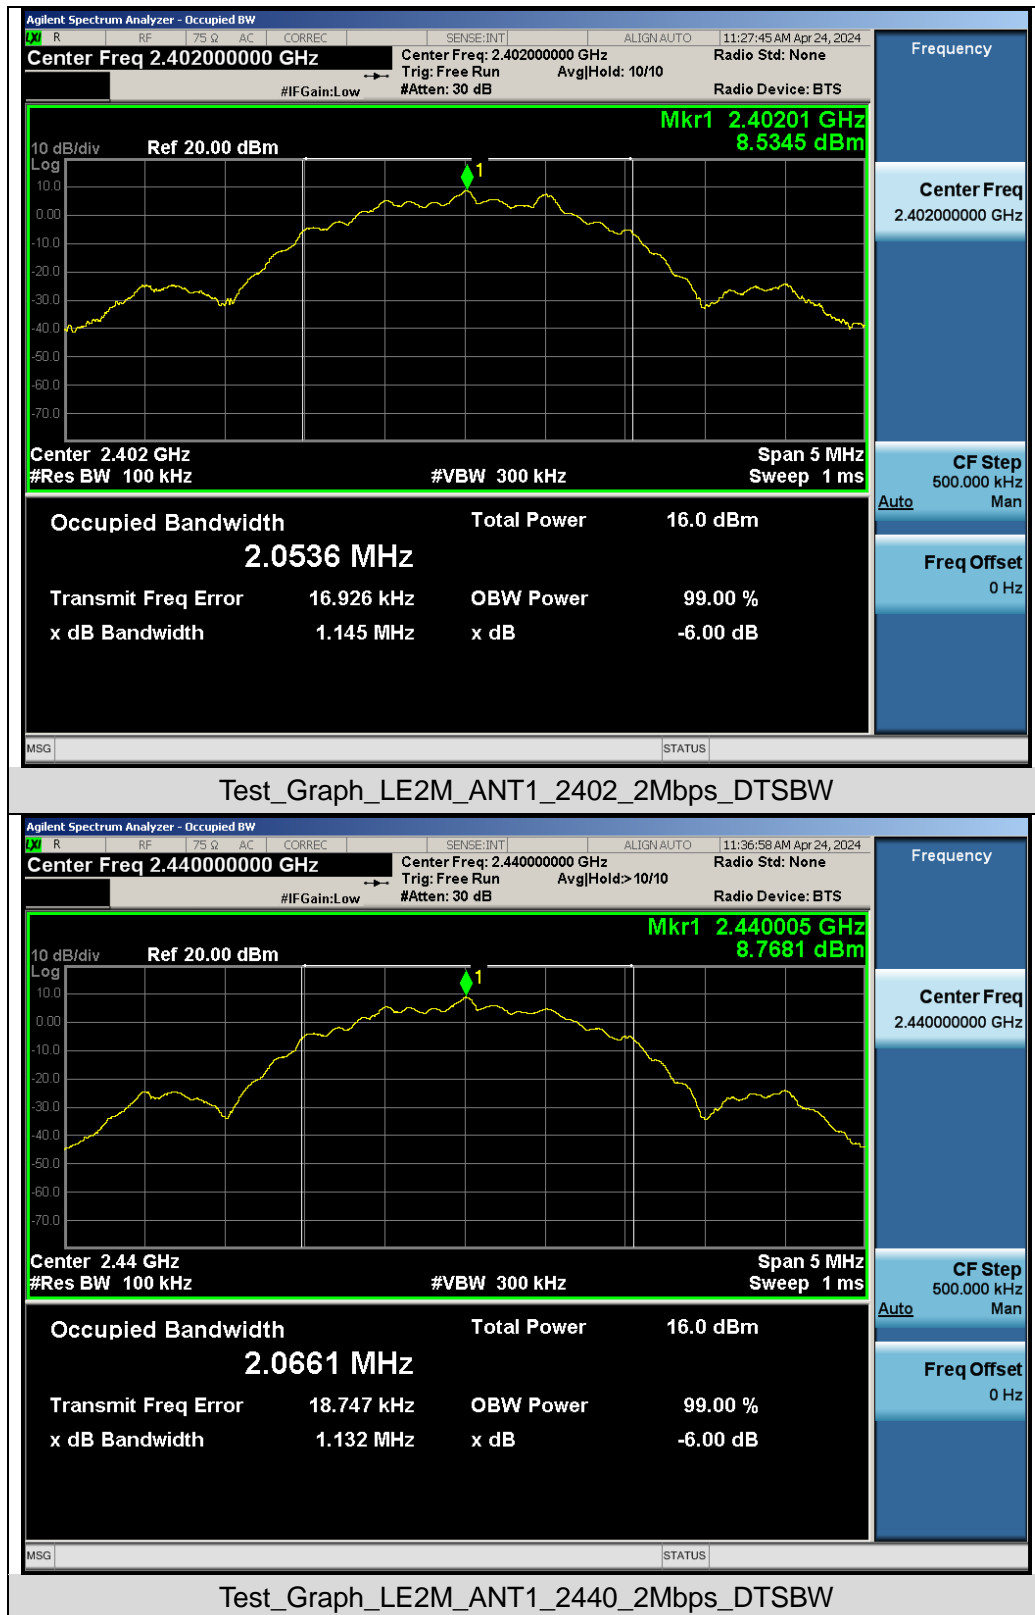 Agilent Spectrum Analyzer - Occupied BW
LXI R RF 75 Ω AC CORREC SENSE:INT ALIGN AUTO 11:27:45 AM Apr 24, 2024
Center Freq 2.402000000 GHz
Center Freq: 2.402000000 GHz
Radio Std: None
Trig: Free Run Avg|Hold: 10/10
#IFGain:Low #Atten: 30 dB Radio Device: BTS
Frequency
Mkr1 2.40201 GHz
8.5345 dBm
10 dB/div Ref 20.00 dBm
Log
1
10.0
0.00
-10.0
-20.0
-30.0
-40.0
-50.0
-60.0
-70.0
Center 2.402 GHz Span 5 MHz
#Res BW 100 kHz #VBW 300 kHz Sweep 1 ms
Center Freq
2.402000000 GHz
CF Step
500.000 kHz
Auto Man
Freq Offset
0 Hz
Occupied Bandwidth Total Power 16.0 dBm
2.0536 MHz
Transmit Freq Error 16.926 kHz OBW Power 99.00 %
x dB Bandwidth 1.145 MHz x dB -6.00 dB
MSG STATUS
Test_Graph_LE2M_ANT1_2402_2Mbps_DTSBW
Agilent Spectrum Analyzer - Occupied BW
LXI R RF 75 Ω AC CORREC SENSE:INT ALIGN AUTO 11:36:58 AM Apr 24, 2024
Center Freq 2.440000000 GHz
Center Freq: 2.440000000 GHz
Radio Std: None
Trig: Free Run Avg|Hold:>10/10
#IFGain:Low #Atten: 30 dB Radio Device: BTS
Frequency
Mkr1 2.440005 GHz
8.7681 dBm
10 dB/div Ref 20.00 dBm
Log
1
10.0
0.00
-10.0
-20.0
-30.0
-40.0
-50.0
-60.0
-70.0
Center 2.44 GHz Span 5 MHz
#Res BW 100 kHz #VBW 300 kHz Sweep 1 ms
Center Freq
2.440000000 GHz
CF Step
500.000 kHz
Auto Man
Freq Offset
0 Hz
Occupied Bandwidth Total Power 16.0 dBm
2.0661 MHz
Transmit Freq Error 18.747 kHz OBW Power 99.00 %
x dB Bandwidth 1.132 MHz x dB -6.00 dB
MSG STATUS
Test_Graph_LE2M_ANT1_2440_2Mbps_DTSBW